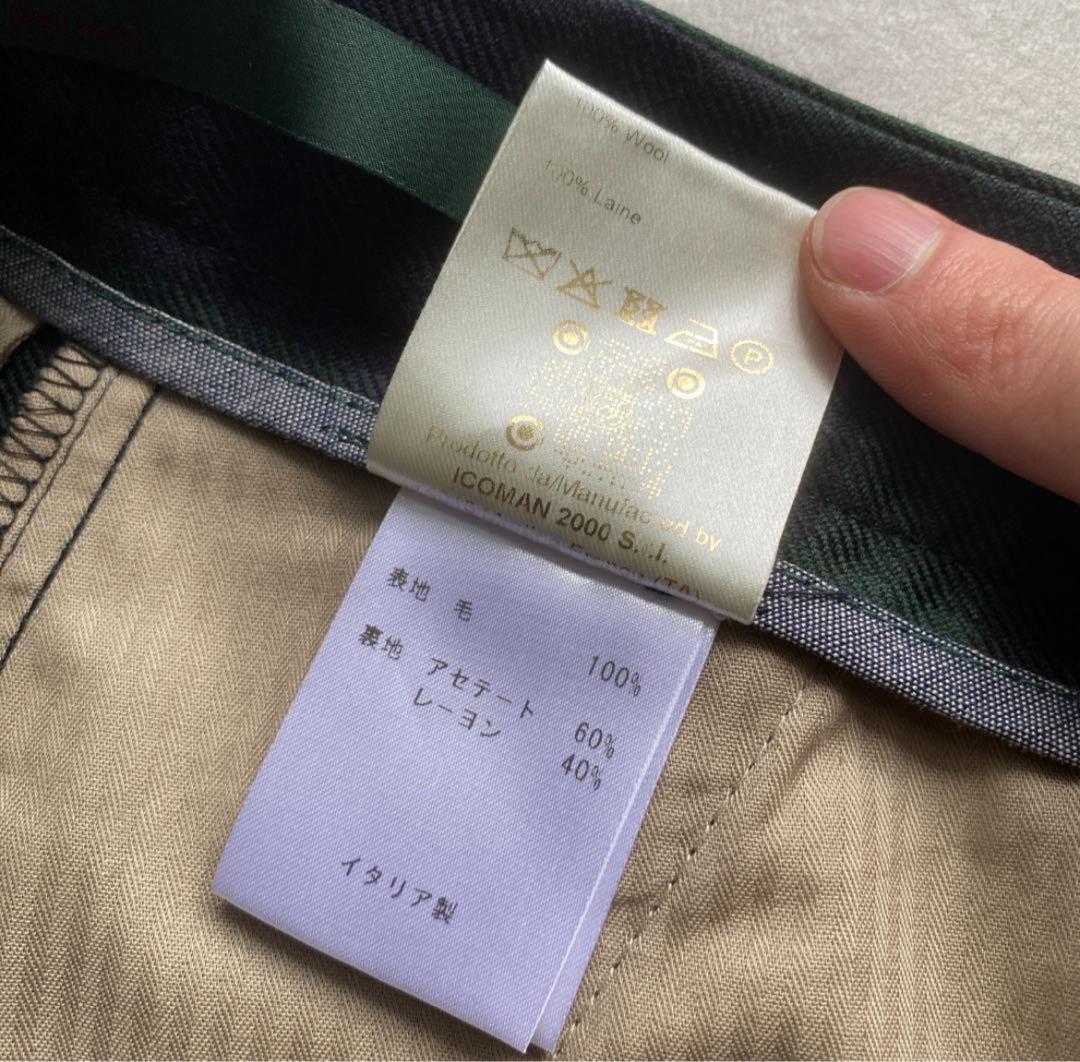 100% Wool
100% Laine
P
Prodotto da/Manufactured by
ICOMAN 2000 S.r.l.
表地 毛 100%
裏地 アセテート 60%
レーヨン 40%
イタリア製